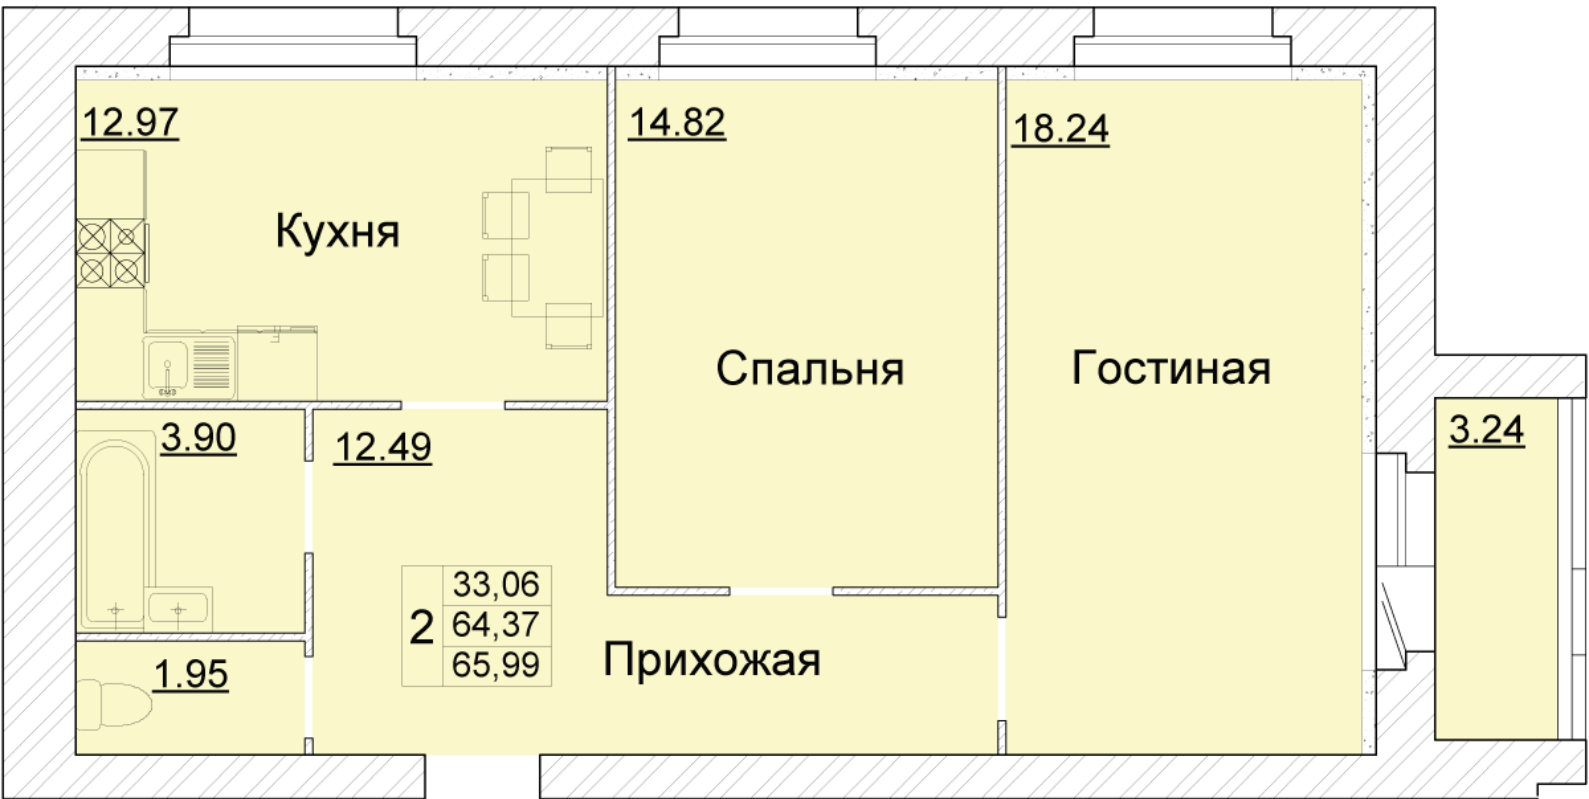 12.97
14.82
18.24
Кухня
Спальня
Гостиная
3.90
12.49
3.24
2
33,06
64,37
65,99
Прихожая
1.95